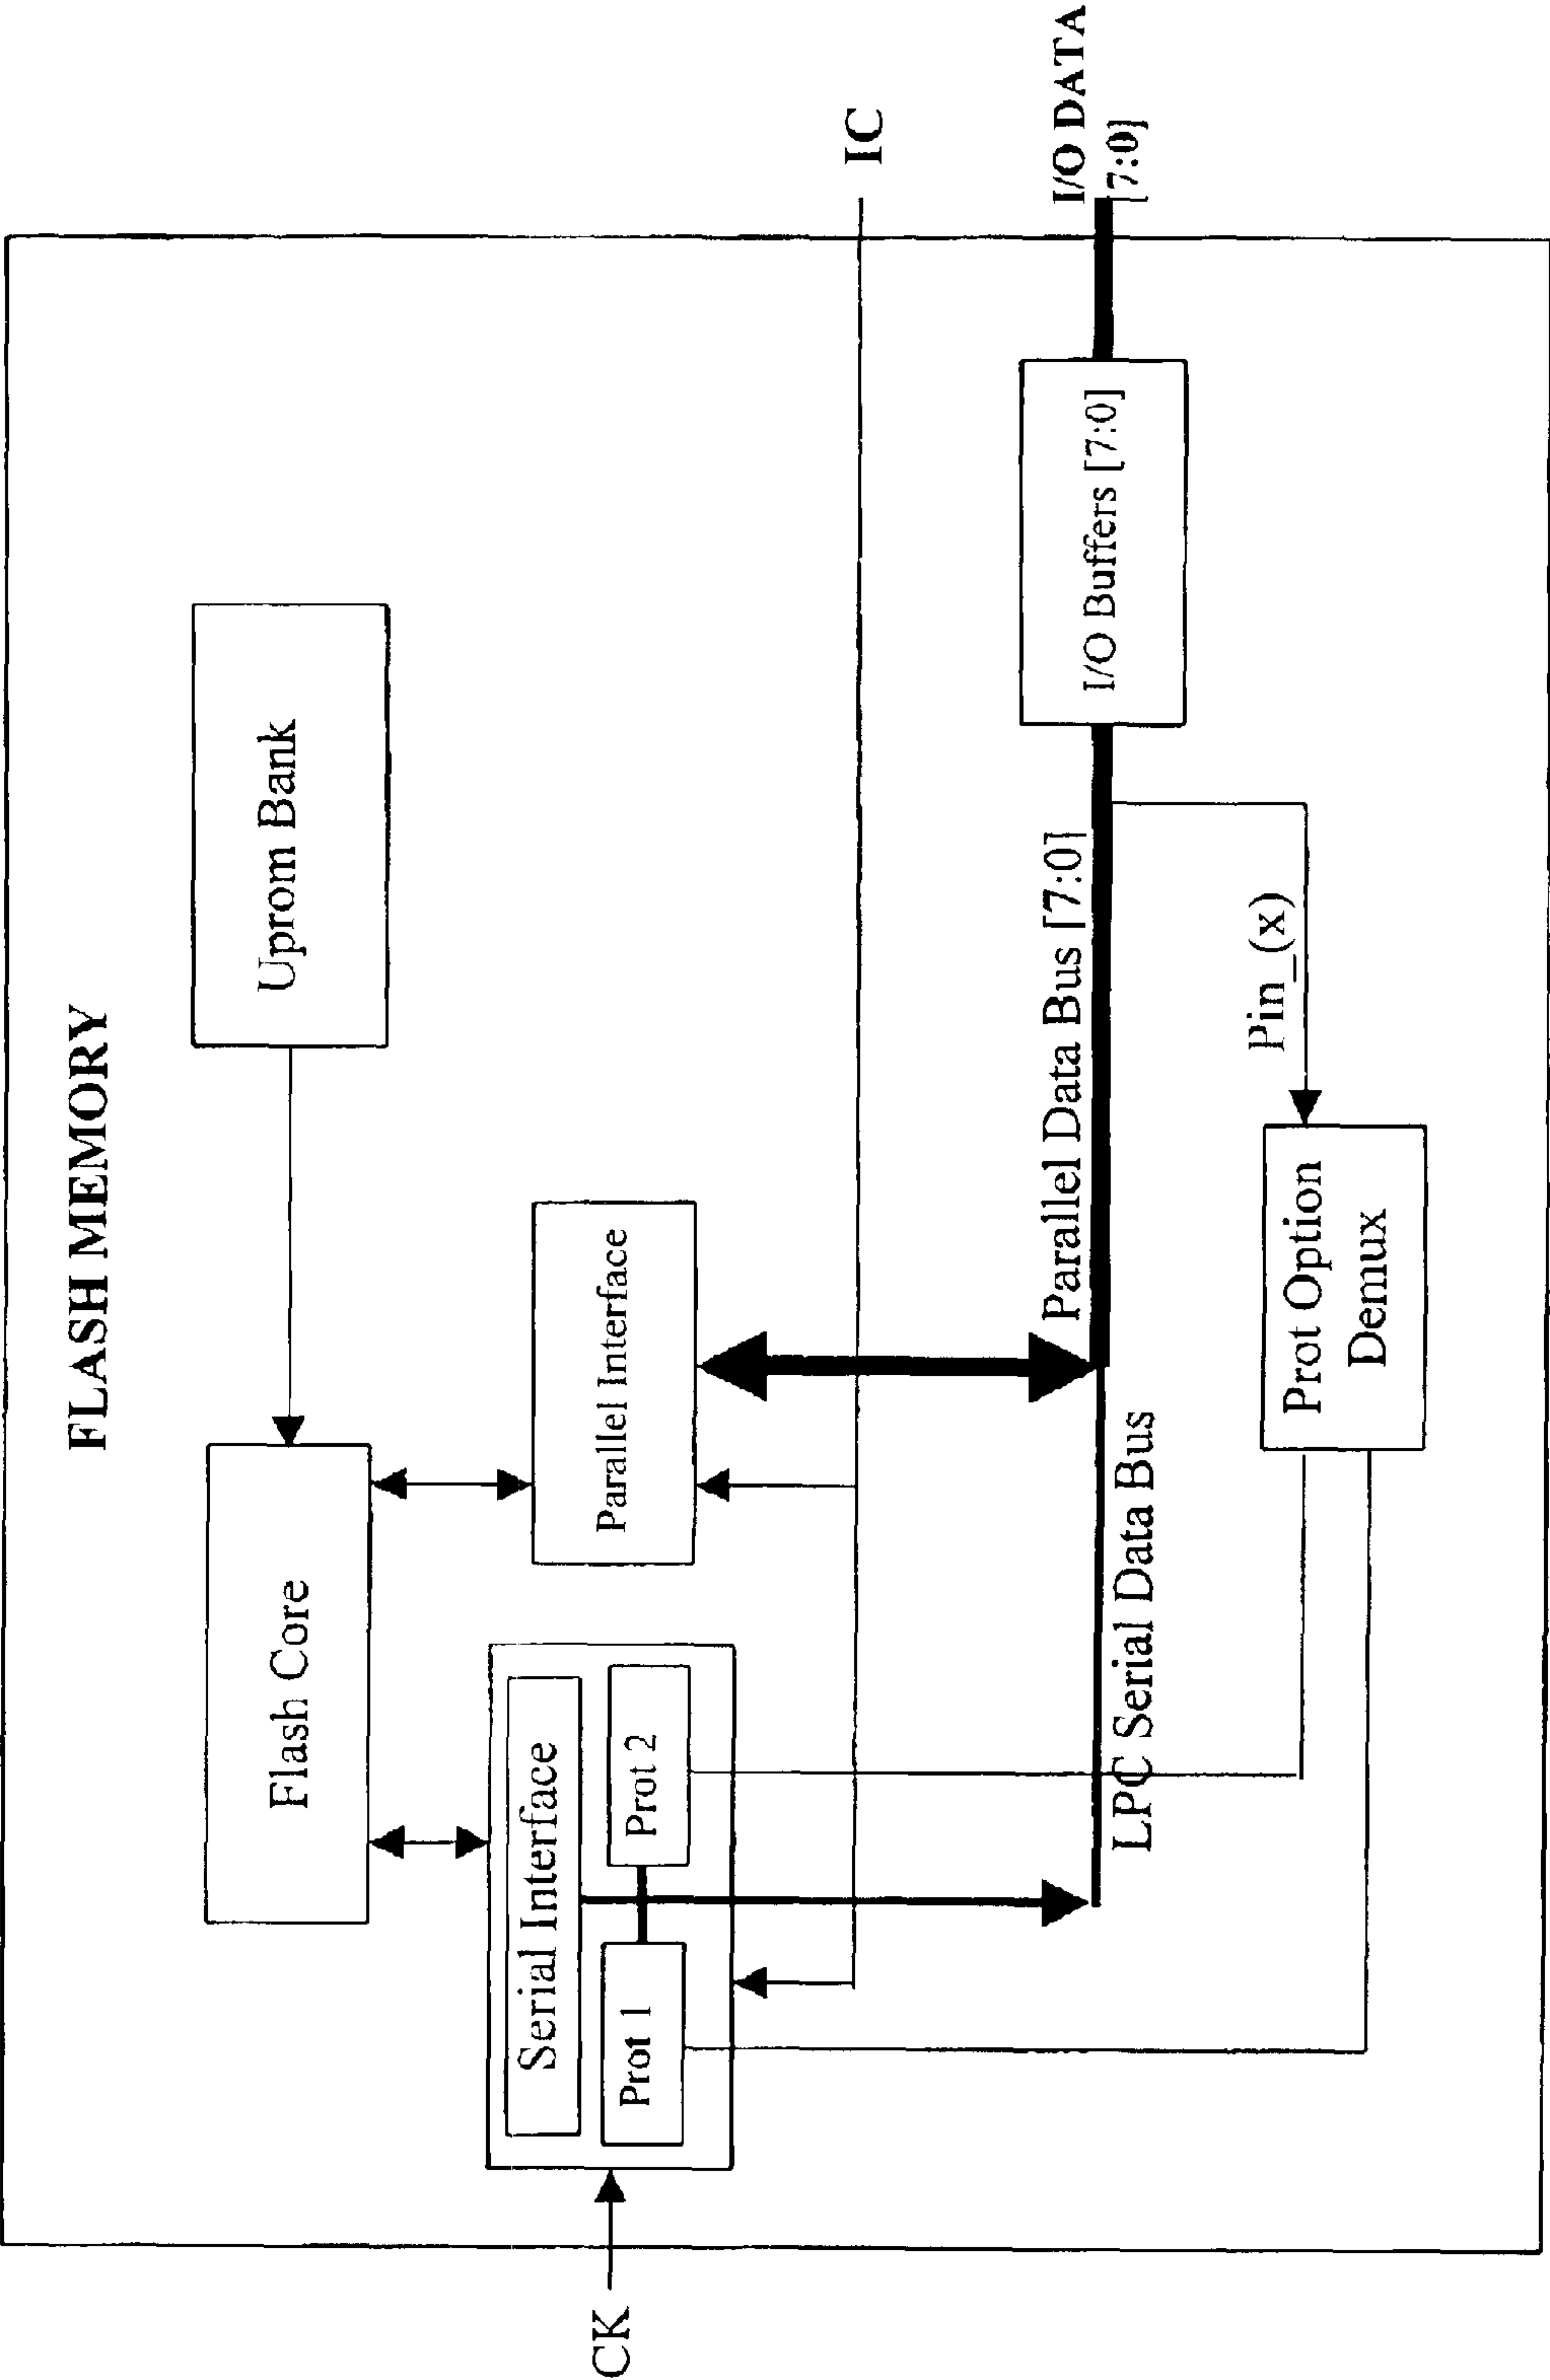 FLASH MEMORY
Flash Core
Uprom Bank
Serial Interface
Prot 1
Prot 2
Parallel Interface
CK
IC
Parallel Data Bus [7:0]
LPC Serial Data Bus
I/O Buffers [7:0]
I/O DATA
[7:0]
Pin_(x)
Prot Option
Demux